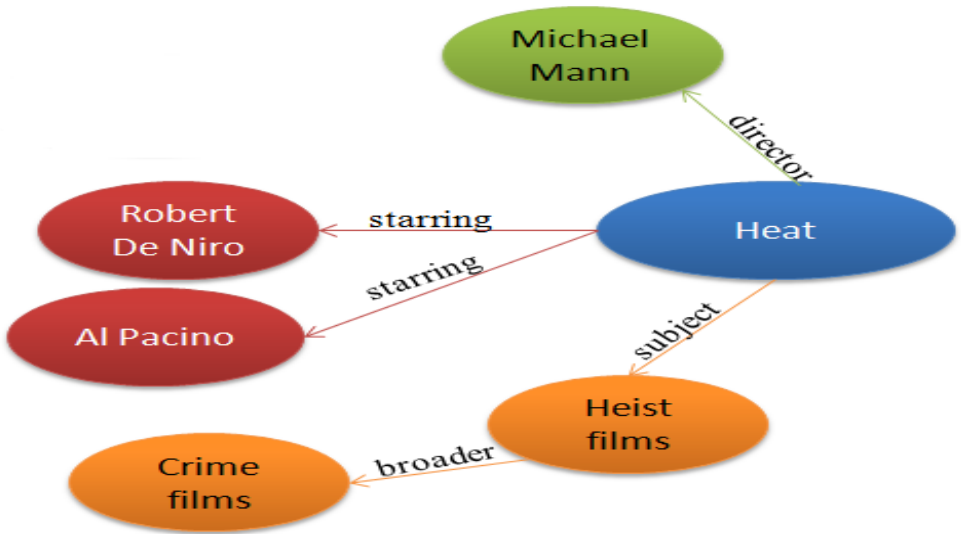 Michael
Mann
director
Robert
De Niro
starring
Heat
starring
Al Pacino
subject
Heist
films
broader
Crime
films